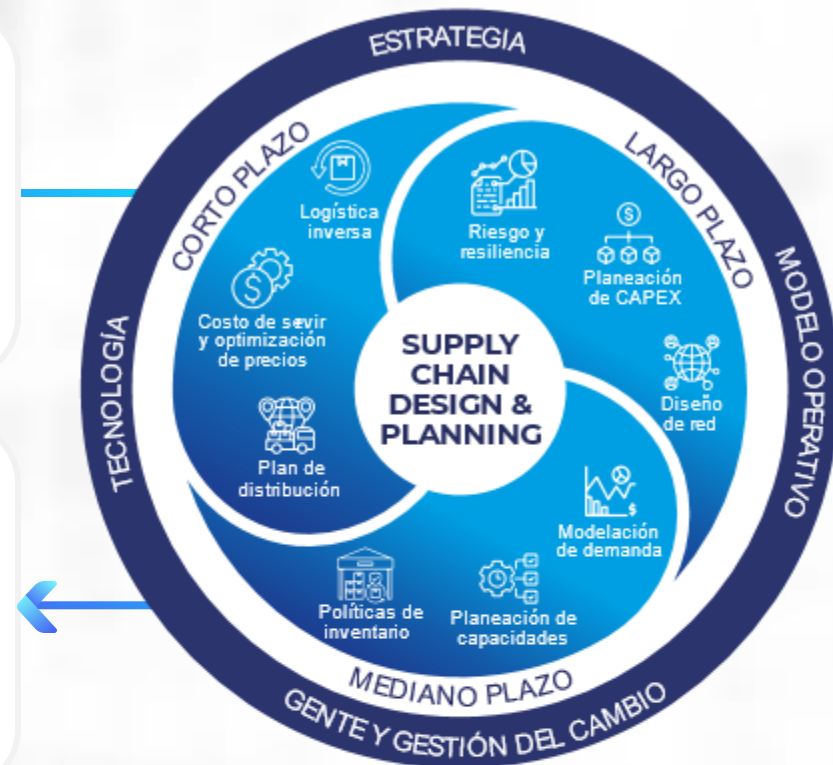 ESTRATEGIA
CORTO PLAZO
LARGO PLAZO
MODELO OPERATIVO
TECNOLOGÍA
Logística
inversa
Riesgo y
resiliencia
Planeación
de CAPEX
Costo de sevir
y optimización
de precios
SUPPLY
CHAIN
DESIGN &
PLANNING
Diseño
de red
Plan de
distribución
Modelación
de demanda
Políticas de
inventario
Planeación de
capacidades
MEDIANO PLAZO
GENTE Y GESTIÓN DEL CAMBIO